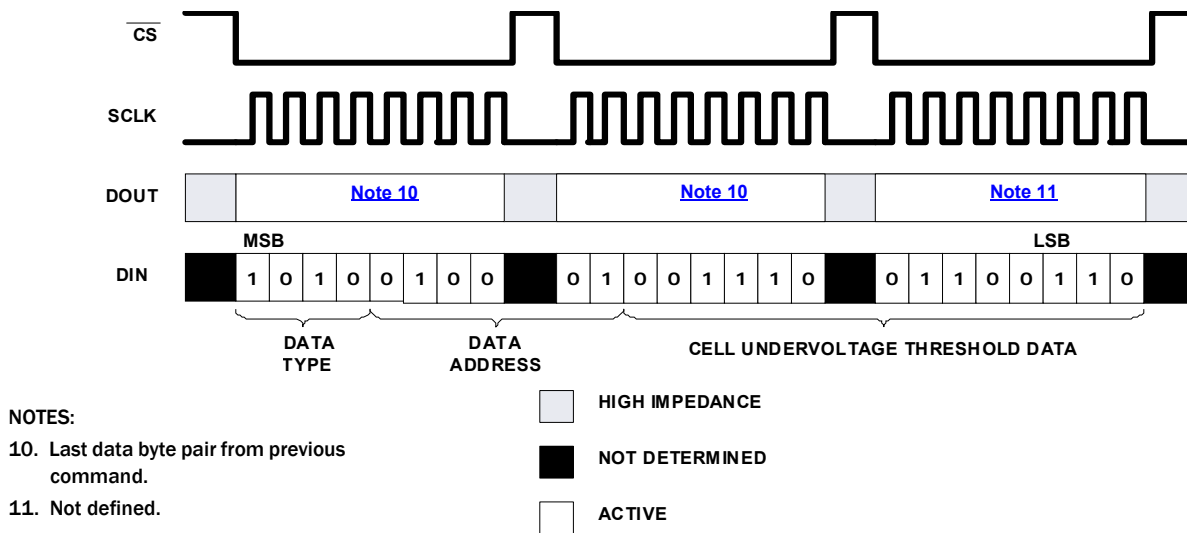 CS
SCLK
DOUT Note 10 Note 10 Note 11
MSB LSB
DIN 1 0 1 0 0 1 0 0 0 1 0 0 1 1 1 0 0 1 1 0 0 1 1 0
DATA TYPE
DATA ADDRESS
CELL UNDERVOLTAGE THRESHOLD DATA
NOTES:
10. Last data byte pair from previous
command.
11. Not defined.
HIGH IMPEDANCE
NOT DETERMINED
ACTIVE